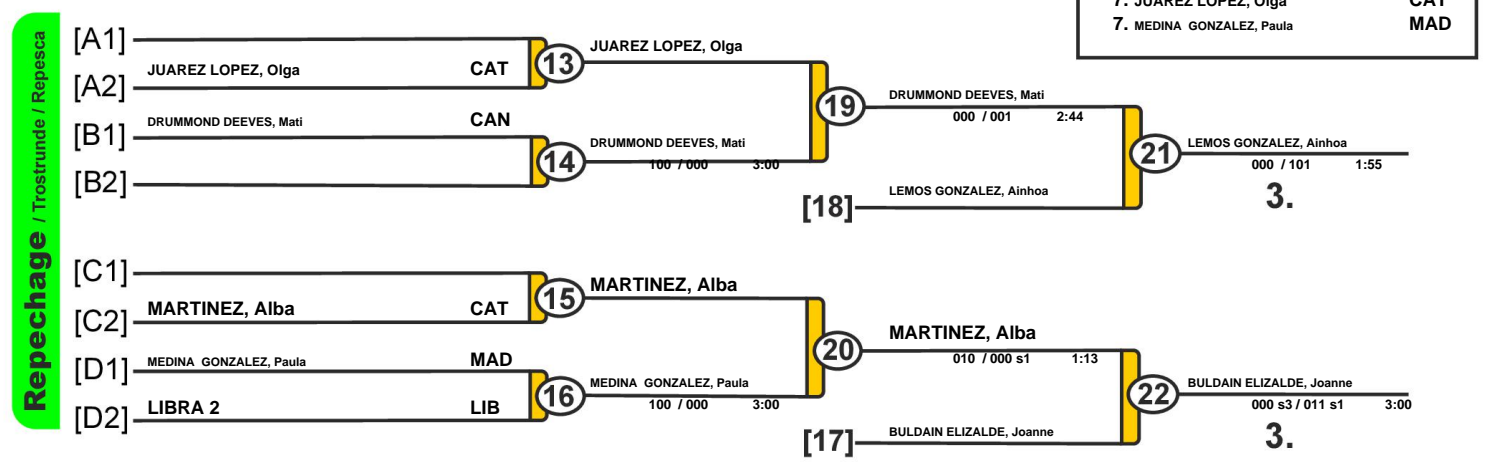 7. JUAREZ LOPEZ, Olga CAT
7. MEDINA GONZALEZ, Paula MAD
Repechage / Trostrunde / Repesca
[A1]
[A2] JUAREZ LOPEZ, Olga CAT
13 JUAREZ LOPEZ, Olga
[B1] DRUMMOND DEEVES, Mati CAN
[B2]
14 DRUMMOND DEEVES, Mati
100 / 000 3:00
19 DRUMMOND DEEVES, Mati
000 / 001 2:44
[18] LEMOS GONZALEZ, Ainhoa
21 LEMOS GONZALEZ, Ainhoa
000 / 101 1:55
3.
[C1]
[C2] MARTINEZ, Alba CAT
15 MARTINEZ, Alba
[D1] MEDINA GONZALEZ, Paula MAD
[D2] LIBRA 2 LIB
16 MEDINA GONZALEZ, Paula
100 / 000 3:00
20 MARTINEZ, Alba
010 / 000 s1 1:13
[17] BULDAIN ELIZALDE, Joanne
22 BULDAIN ELIZALDE, Joanne
000 s3 / 011 s1 3:00
3.